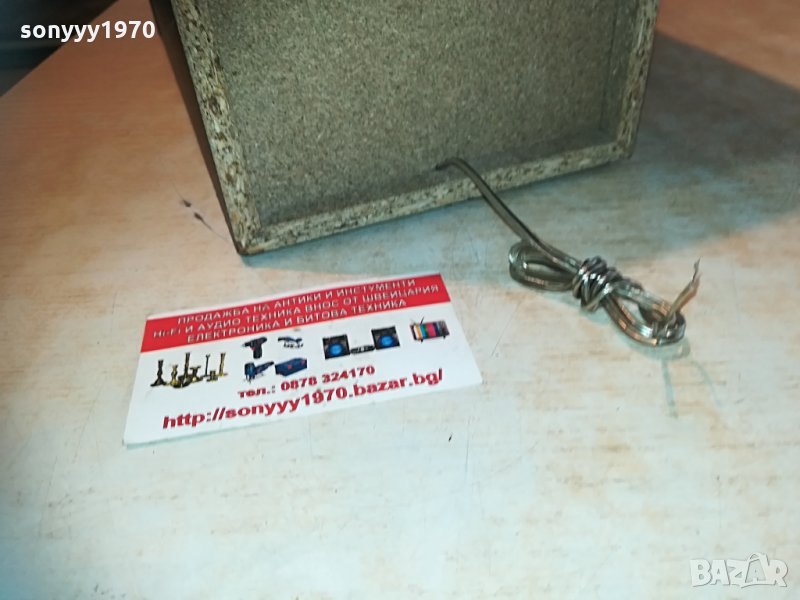 sonyyy1970
ПРОДАЖБА НА АНТИКИ И ИНСТУМЕНТИ
HI-FI И АУДИО ТЕХНИКА ВНОС ОТ ШВЕЙЦАРИЯ
ЕЛЕКТРОНИКА И БИТОВА ТЕХНИКА
тел.: 0878 324170
http://sonyyy1970.bazar.bg/
BAZAR